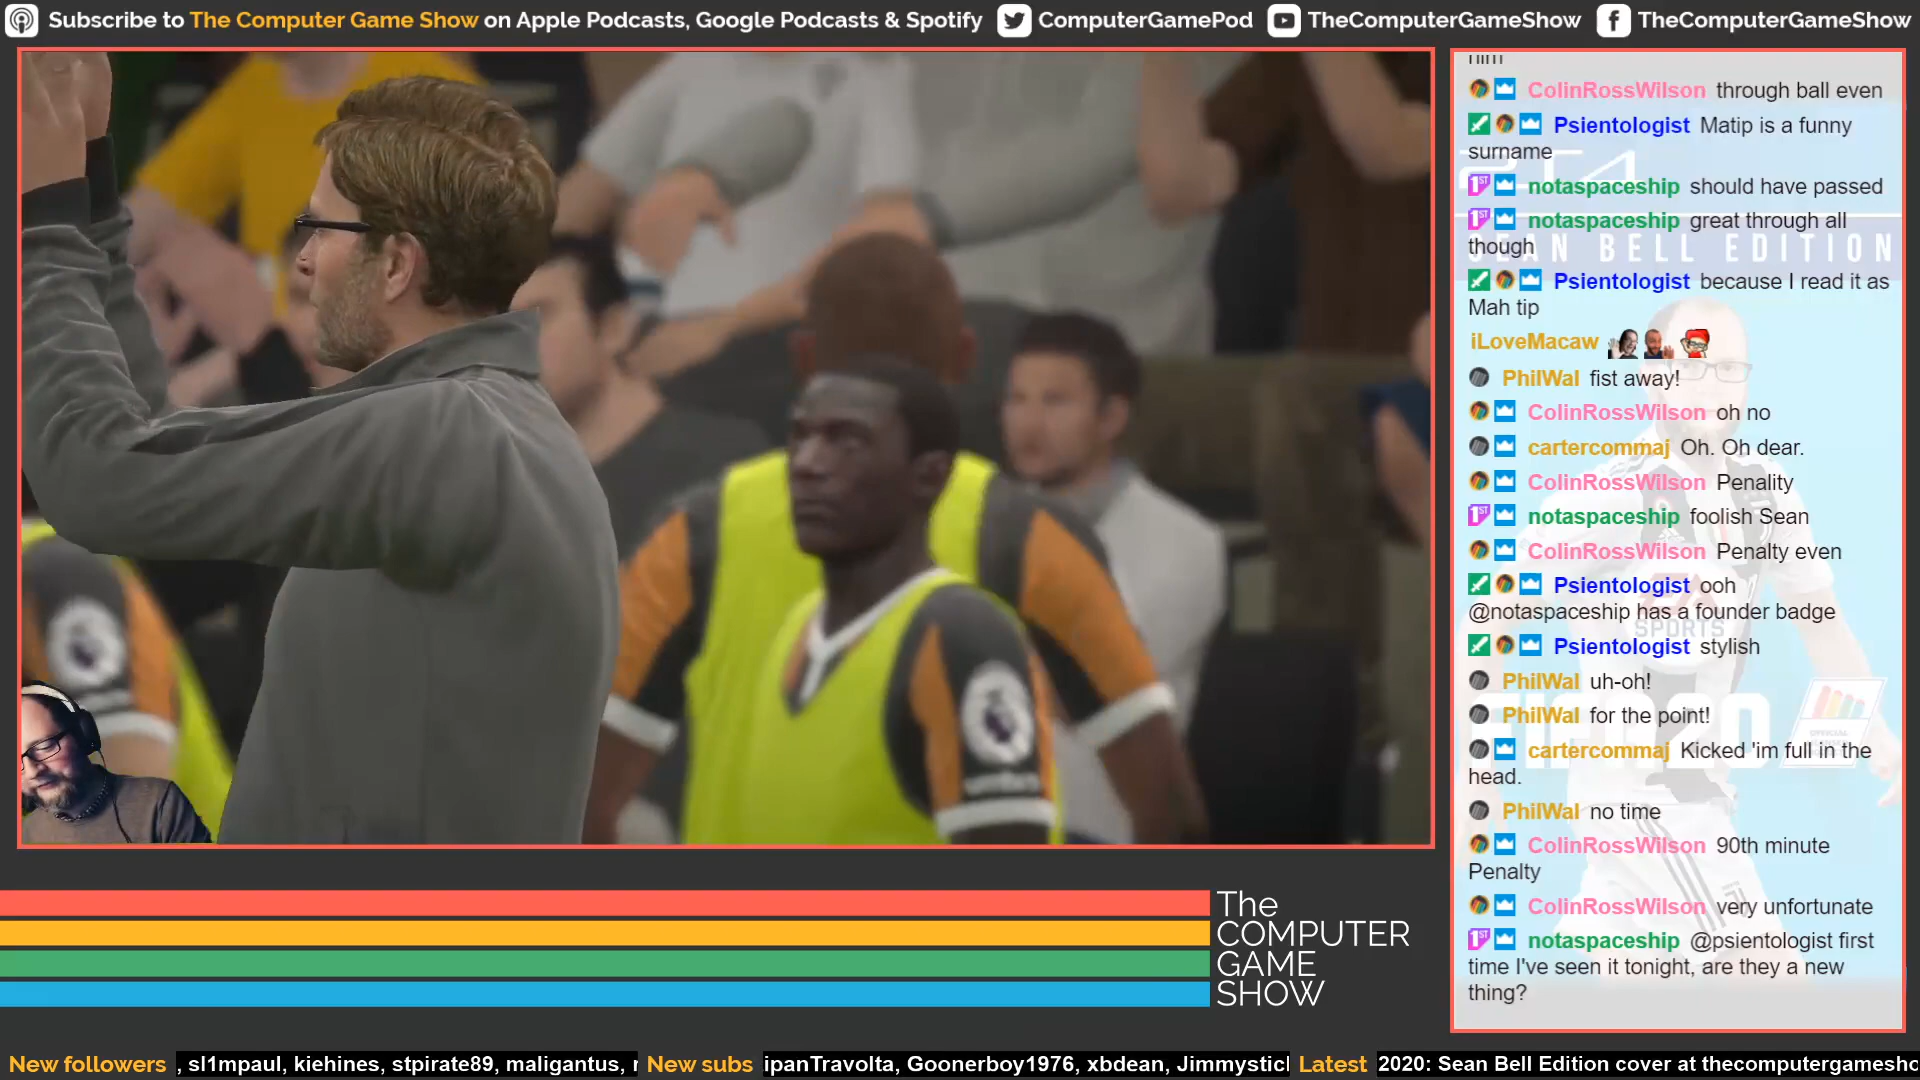 Subscribe to The Computer Game Show on Apple Podcasts, Google Podcasts & Spotify ComputerGamePod TheComputerGameShow TheComputerGameShow
him
ColinRossWilson through ball even
Psientologist Matip is a funny
surname
notaspaceship should have passed
notaspaceship great through all
though
SEAN BELL EDITION
Psientologist because I read it as
Mah tip
iLoveMacaw
PhilWal fist away!
ColinRossWilson oh no
cartercommaj Oh. Oh dear.
ColinRossWilson Penality
notaspaceship foolish Sean
ColinRossWilson Penalty even
Psientologist ooh
@notaspaceship has a founder badge
SPORTS
Psientologist stylish
PhilWal uh-oh!
PhilWal for the point!
cartercommaj Kicked 'im full in the
head.
PhilWal no time
ColinRossWilson 90th minute
Penalty
ColinRossWilson very unfortunate
notaspaceship @psientologist first
time I've seen it tonight, are they a new
thing?
The
COMPUTER
GAME
SHOW
New followers , sl1mpaul, kiehines, stpirate89, maligantus, New subs ipanTravolta, Goonerboy1976, xbdean, Jimmystic Latest 2020: Sean Bell Edition cover at thecomputergamesho